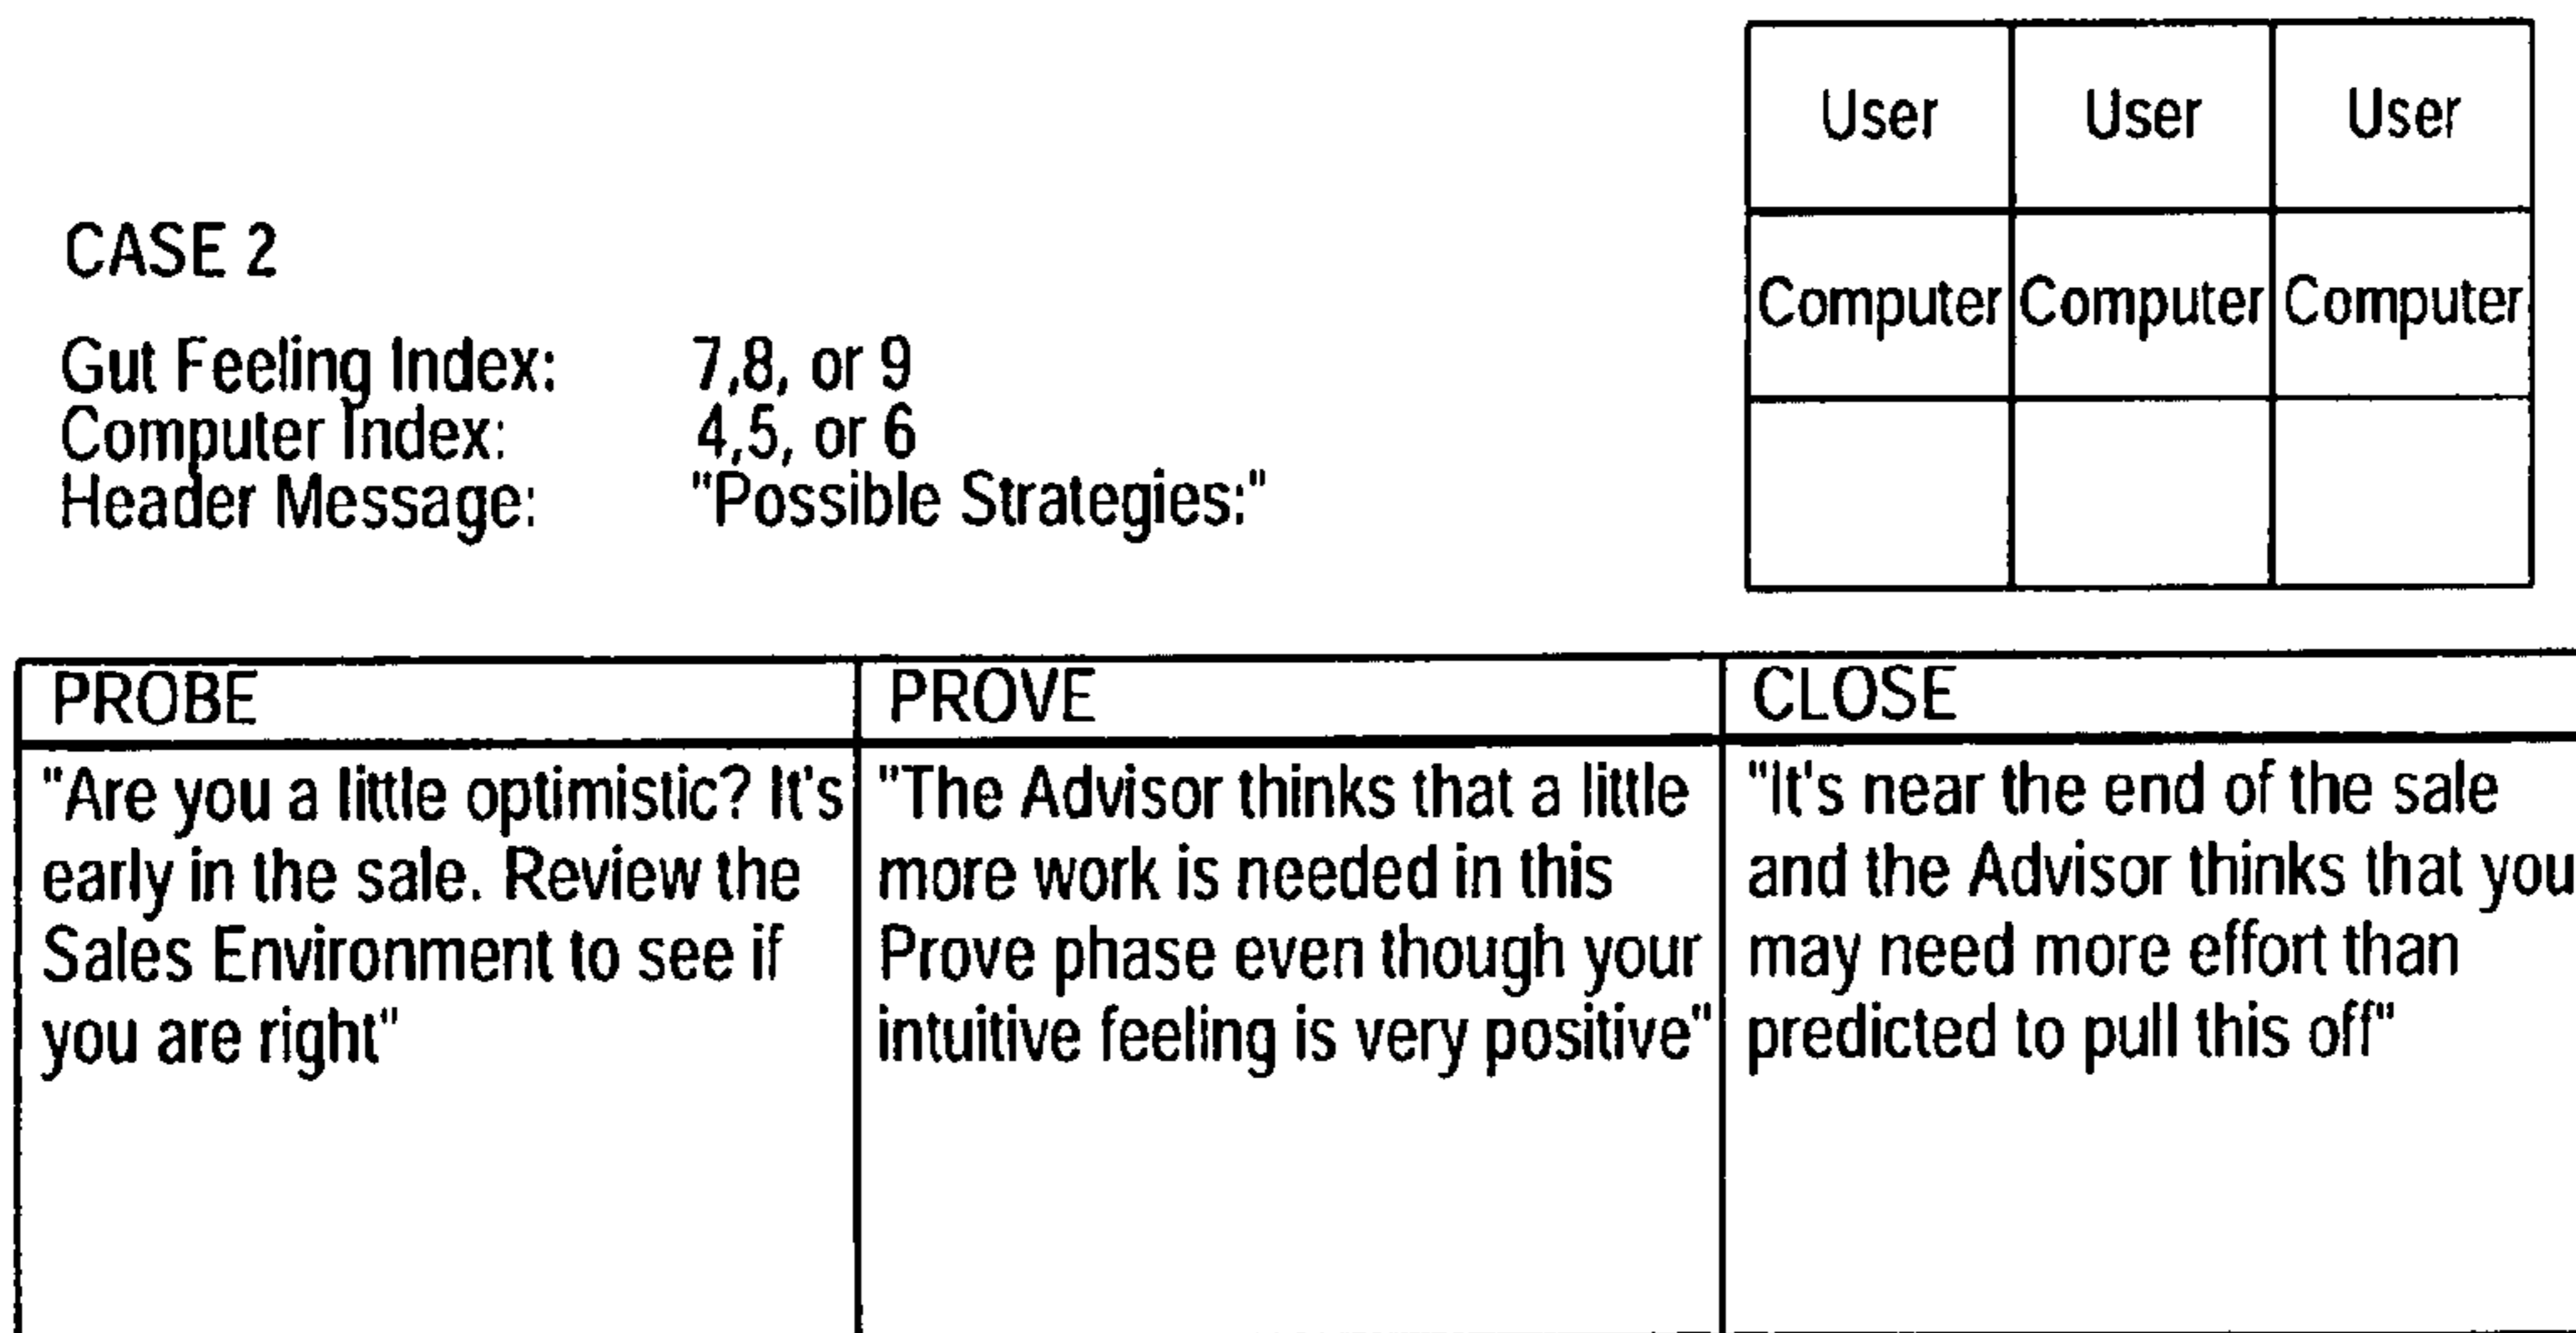 User User User
Computer Computer Computer
CASE 2
Gut Feeling Index: 7,8, or 9
Computer Index: 4,5, or 6
Header Message: "Possible Strategies:"
PROBE PROVE CLOSE
"Are you a little optimistic? It's
early in the sale. Review the
Sales Environment to see if
you are right"
"The Advisor thinks that a little
more work is needed in this
Prove phase even though your
intuitive feeling is very positive"
"It's near the end of the sale
and the Advisor thinks that you
may need more effort than
predicted to pull this off"